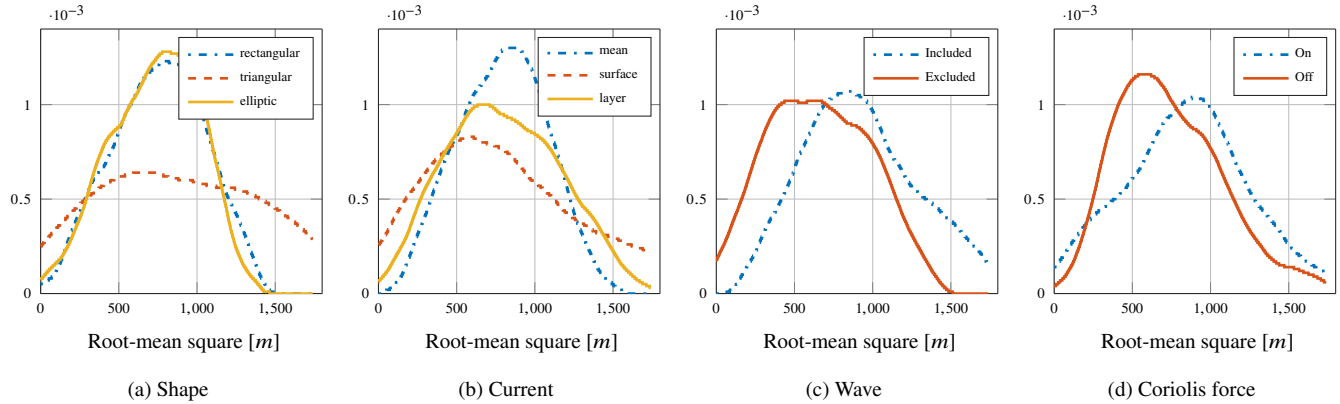 ·10⁻³
1
0.5
0
0 500 1,000 1,500
rectangular
triangular
elliptic
Root-mean square [m]
(a) Shape
·10⁻³
1
0.5
0
0 500 1,000 1,500
mean
surface
layer
Root-mean square [m]
(b) Current
·10⁻³
1
0.5
0
0 500 1,000 1,500
Included
Excluded
Root-mean square [m]
(c) Wave
·10⁻³
1
0.5
0
0 500 1,000 1,500
On
Off
Root-mean square [m]
(d) Coriolis force